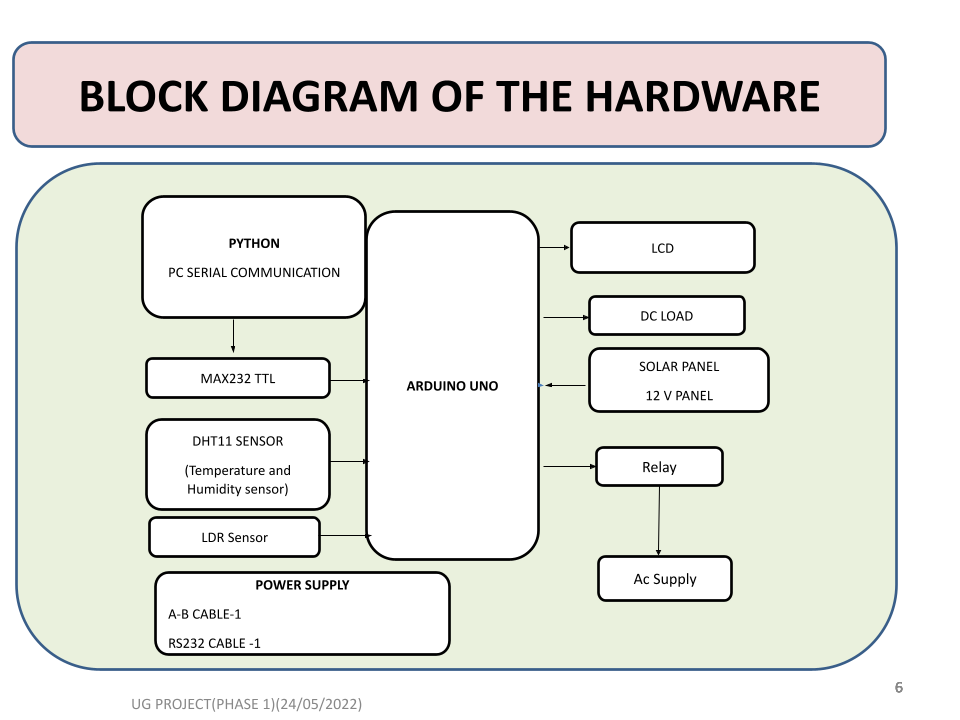 BLOCK DIAGRAM OF THE HARDWARE
PYTHON
PC SERIAL COMMUNICATION
MAX232 TTL
DHT11 SENSOR
(Temperature and
Humidity sensor)
LDR Sensor
POWER SUPPLY
A-B CABLE-1
RS232 CABLE -1
ARDUINO UNO
LCD
DC LOAD
SOLAR PANEL
12 V PANEL
Relay
Ac Supply
UG PROJECT(PHASE 1)(24/05/2022)
6